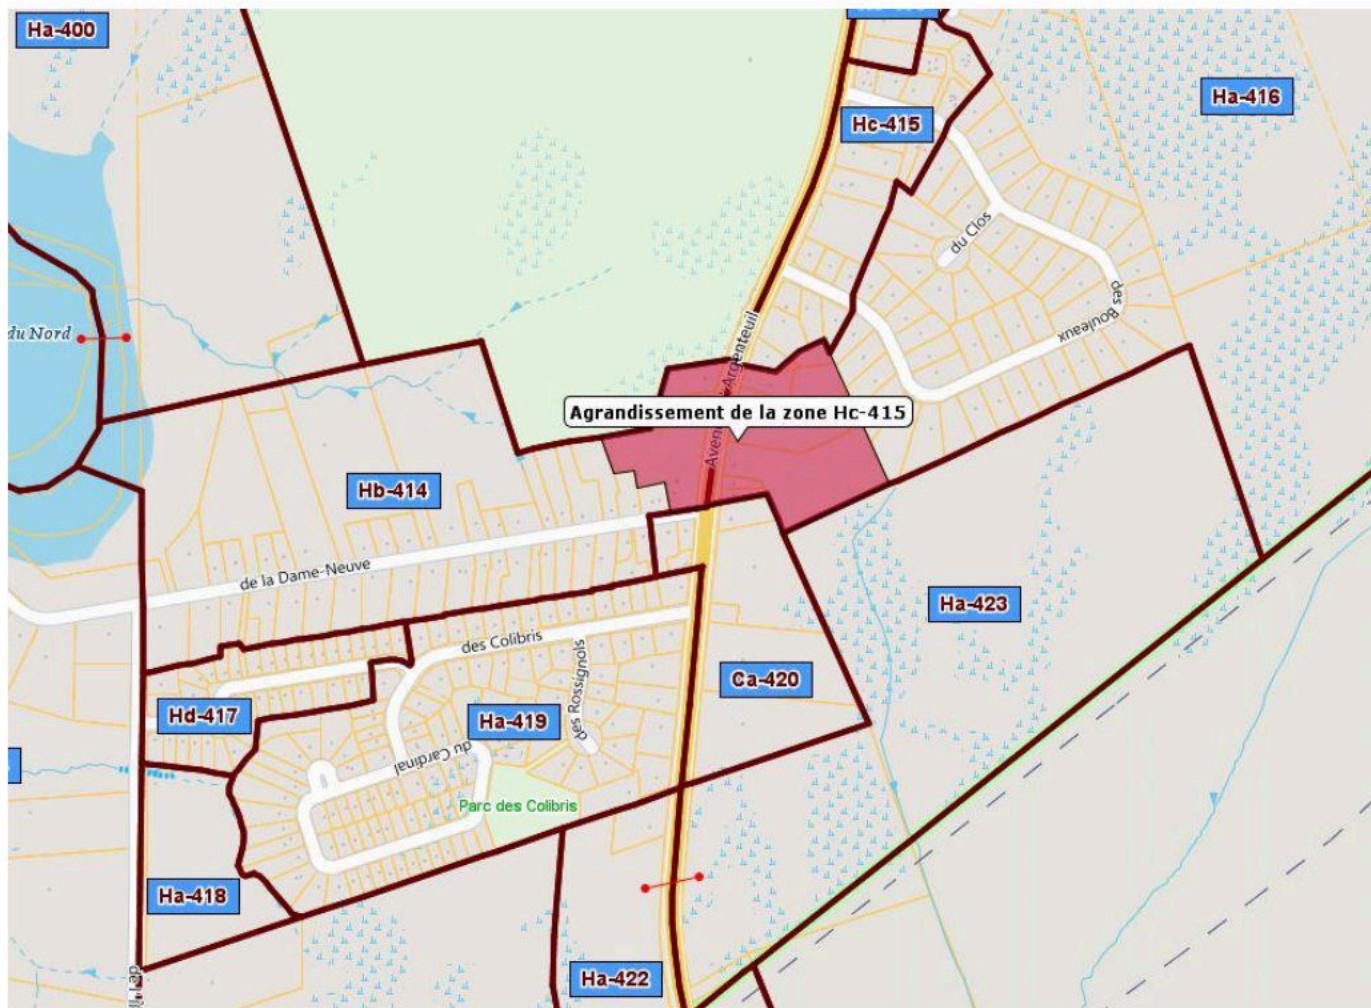 Ha-400
Ha-416
Hc-415
du Clos
des Bouleaux
du Nord
Avenue d'Argenteuil
Agrandissement de la zone Hc-415
Hb-414
de la Dame-Neuve
Ha-423
des Colibris
des Rossignols
Ca-420
Hd-417
Ha-419
du Cardinal
Parc des Colibris
Ha-418
Ha-422